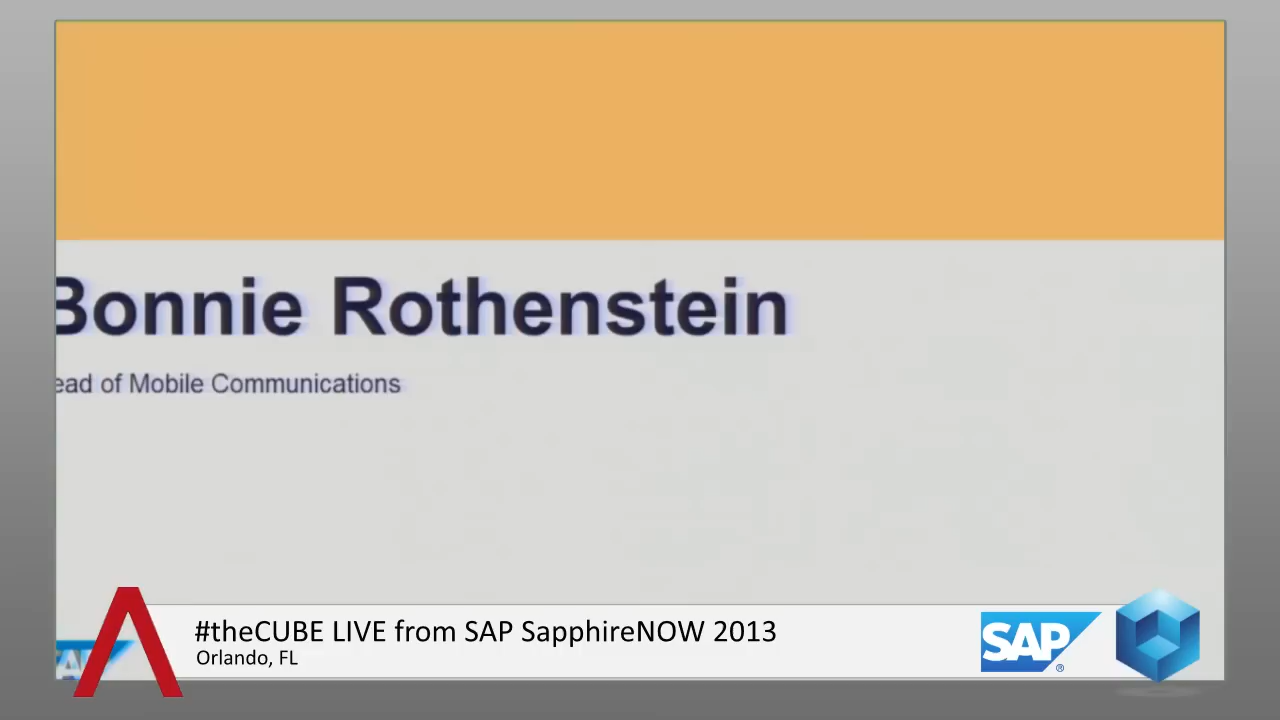 Bonnie Rothenstein
ead of Mobile Communications
#theCUBE LIVE from SAP SapphireNOW 2013
Orlando, FL
SAP
®